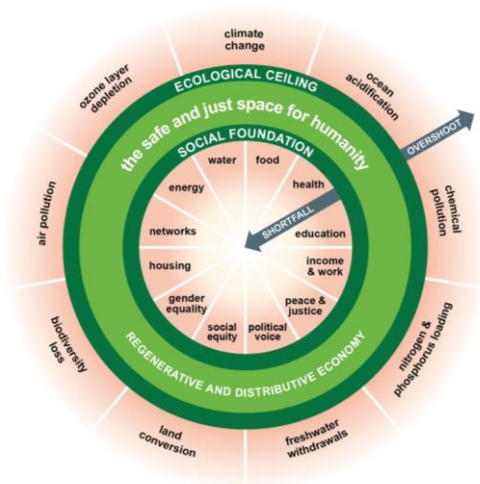 climate
change
ocean
acidification
chemical
pollution
nitrogen &
phosphorus loading
freshwater
withdrawals
land
conversion
biodiversity
loss
air pollution
ozone layer
depletion
ECOLOGICAL CEILING
the safe and just space for humanity
SOCIAL FOUNDATION
OVERSHOOT
SHORTFALL
water
food
health
education
income
& work
peace &
justice
political
voice
social
equity
gender
equality
housing
networks
energy
REGENERATIVE AND DISTRIBUTIVE ECONOMY